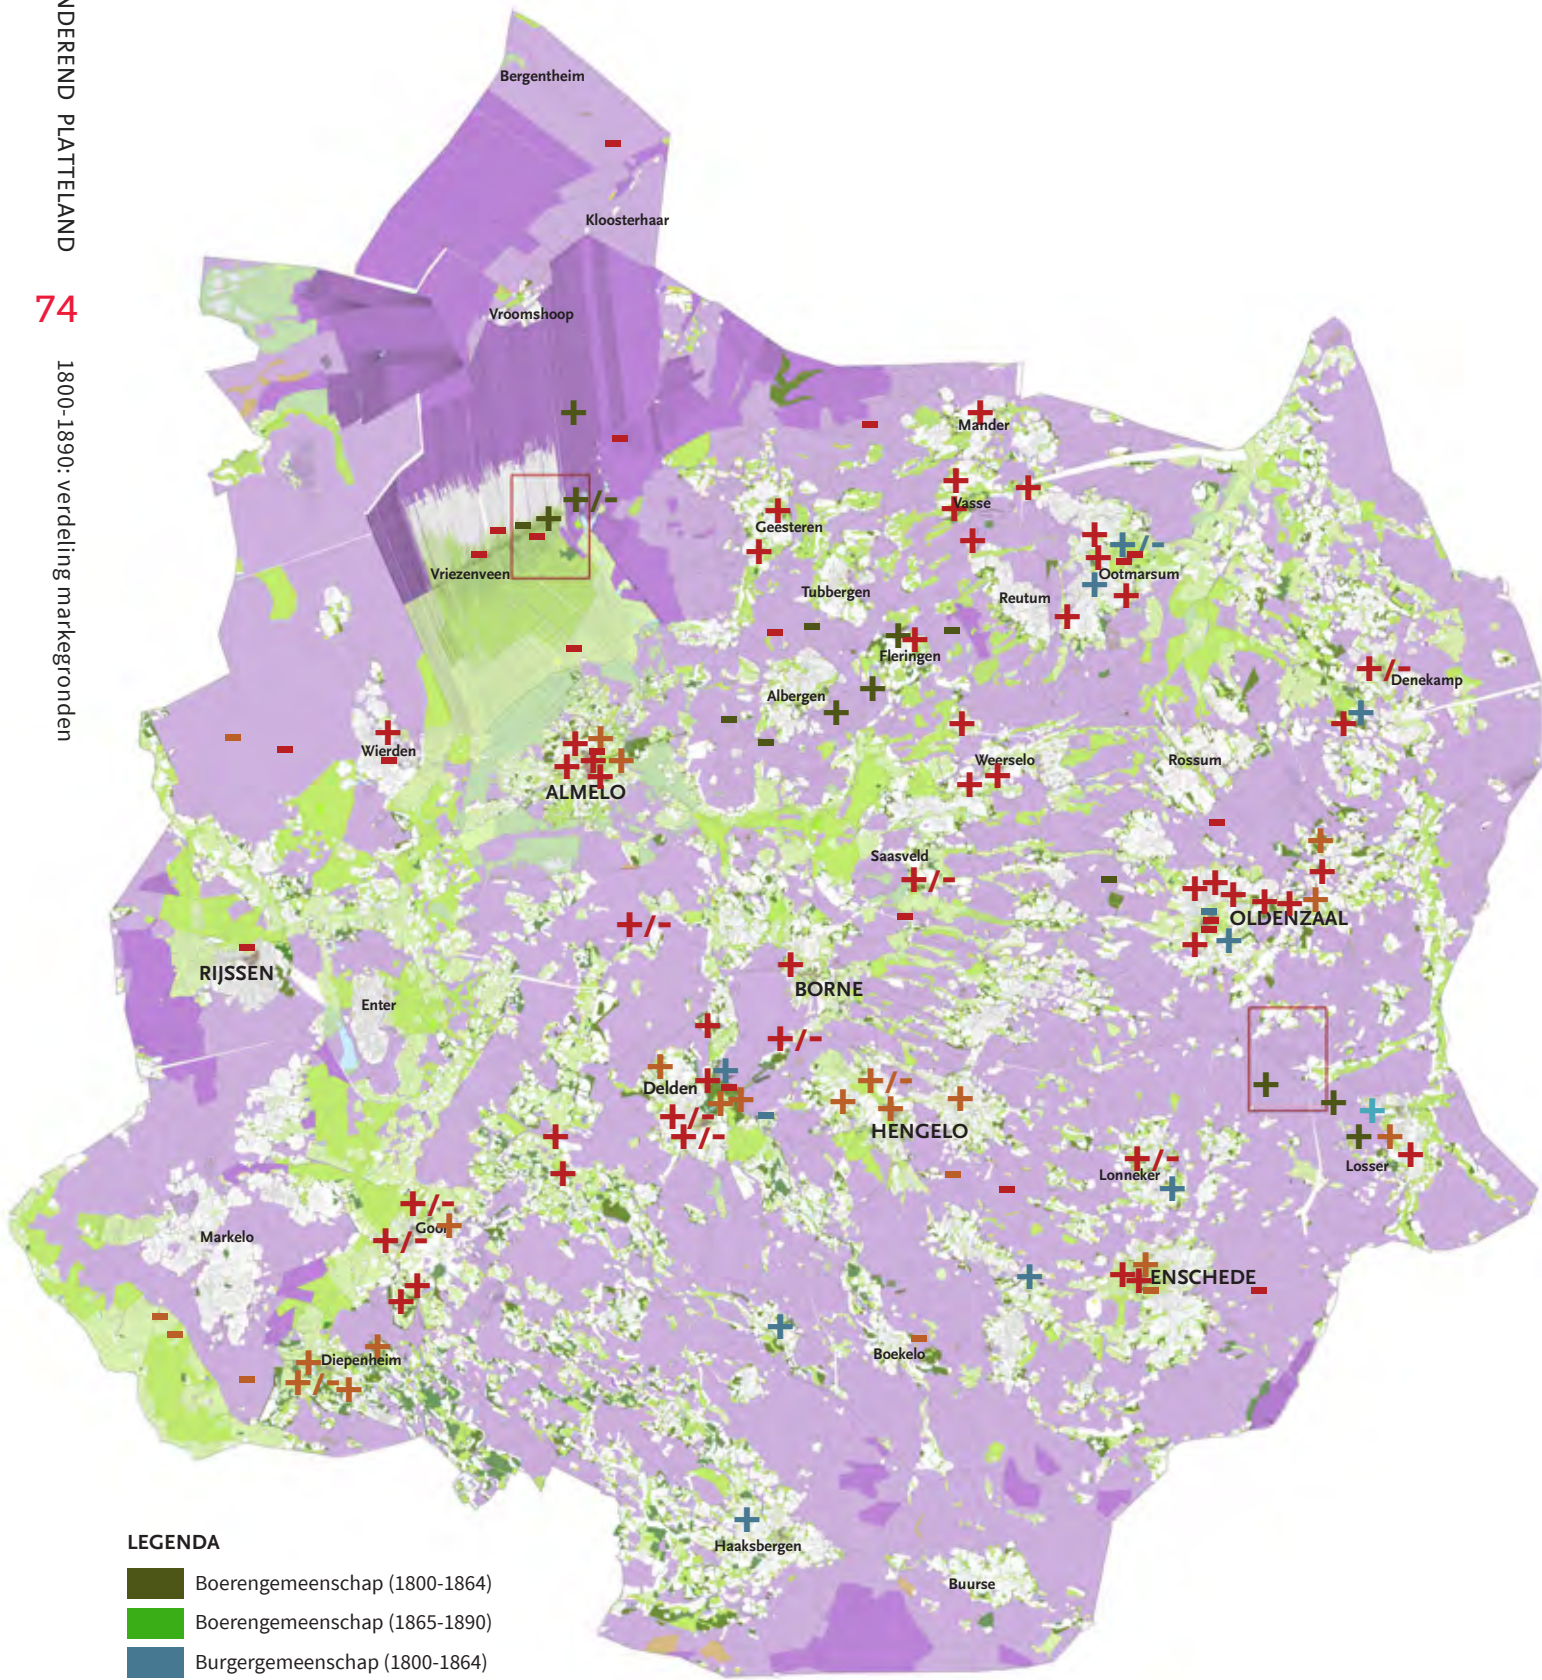 NDEREND PLATTELAND
74
1800-1890: verdeling markegronden
Bergentheim
Kloosterhaar
Vroomshoop
Mander
Vasse
Geesteren
+/-
+/-
Vriezenveen
Ootmarsum
Tubbergen
Reutum
Fleringen
+/-
Denekamp
Albergen
Wierden
Weerselo
Rossum
ALMELO
Saasveld
+/-
OLDENZAAL
+/-
RIJSSEN
BORNE
Enter
+/-
Delden
+/-
+/-
+/-
HENGELO
+/-
Lonneker
Losser
+/-
Goor
Markelo
+/-
ENSCHEDE
Boekelo
Diepenheim
+/-
Haaksbergen
Buurse
LEGENDA
Boerengemeenschap (1800-1864)
Boerengemeenschap (1865-1890)
Burgergemeenschap (1800-1864)